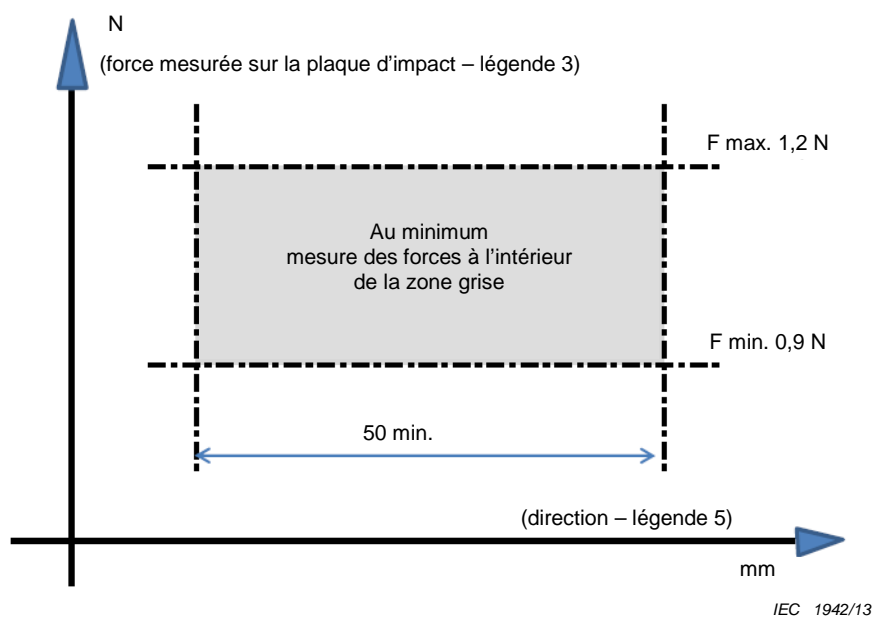 N
(force mesurée sur la plaque d’impact – légende 3)
F max. 1,2 N
Au minimum
mesure des forces à l’intérieur
de la zone grise
F min. 0,9 N
50 min.
(direction – légende 5)
mm
IEC 1942/13